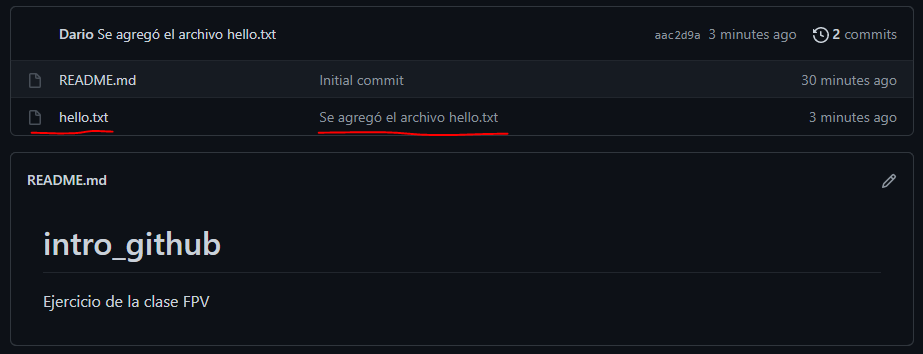 Dario Se agregó el archivo hello.txt aac2d9a 3 minutes ago 2 commits
README.md Initial commit 30 minutes ago
hello.txt Se agregó el archivo hello.txt 3 minutes ago
README.md
intro_github
Ejercicio de la clase FPV